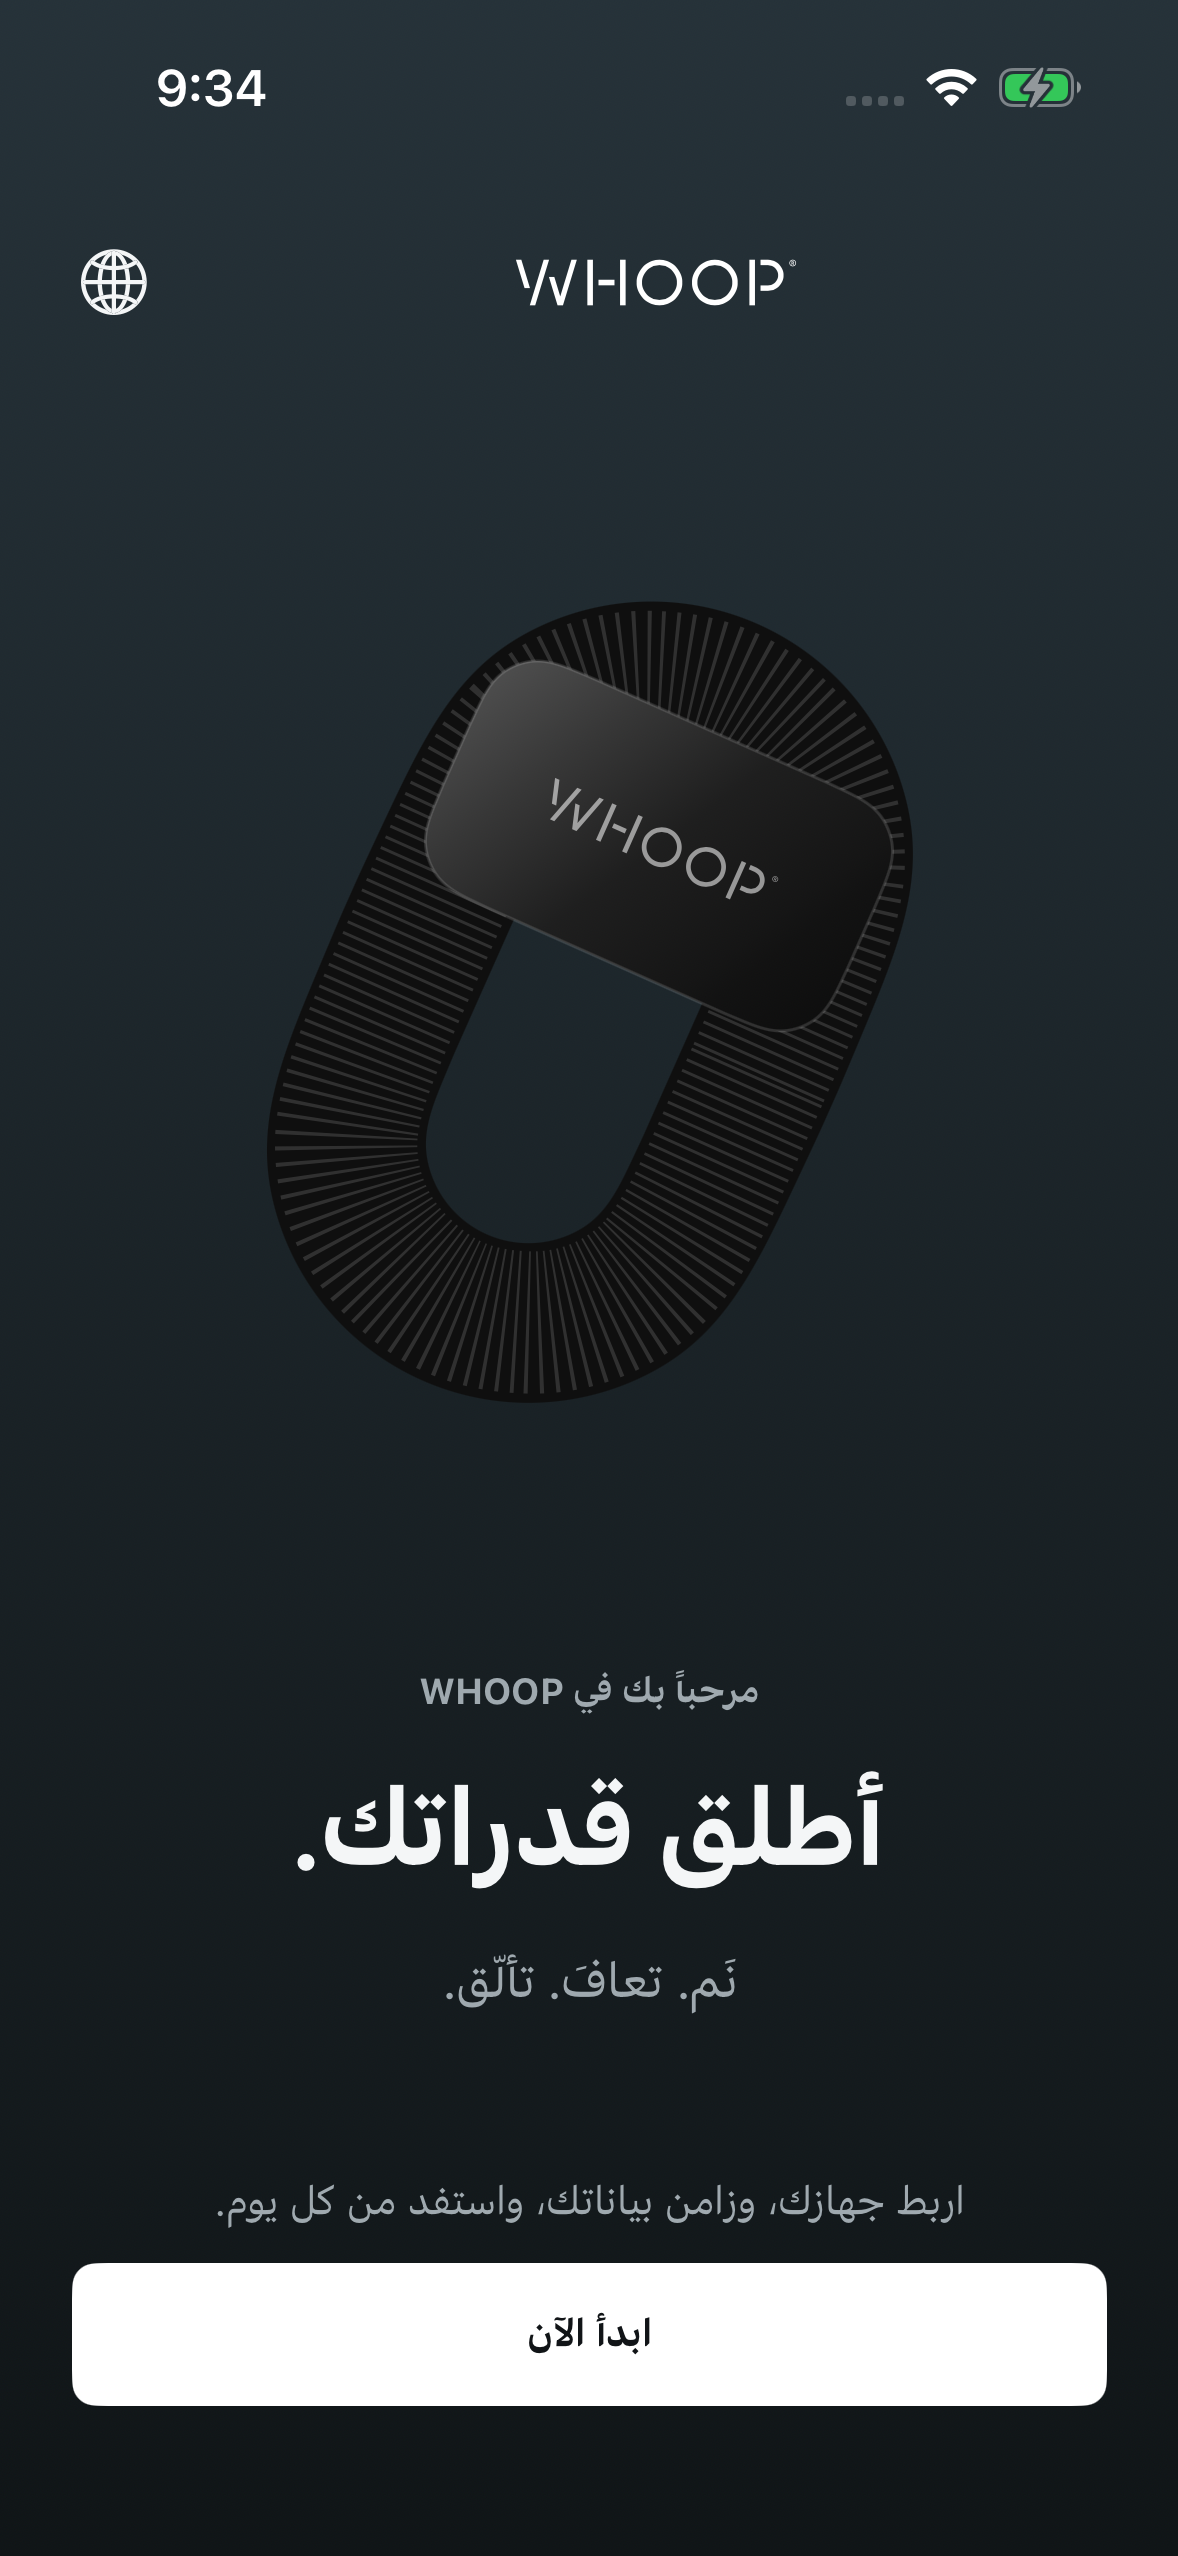 9:34
WHOOP®
WHOOP®
مرحباً بك في WHOOP
أطلق قدراتك.
نَم. تعافَ. تألّق.
اربط جهازك، وزامن بياناتك، واستفد من كل يوم.
ابدأ الآن